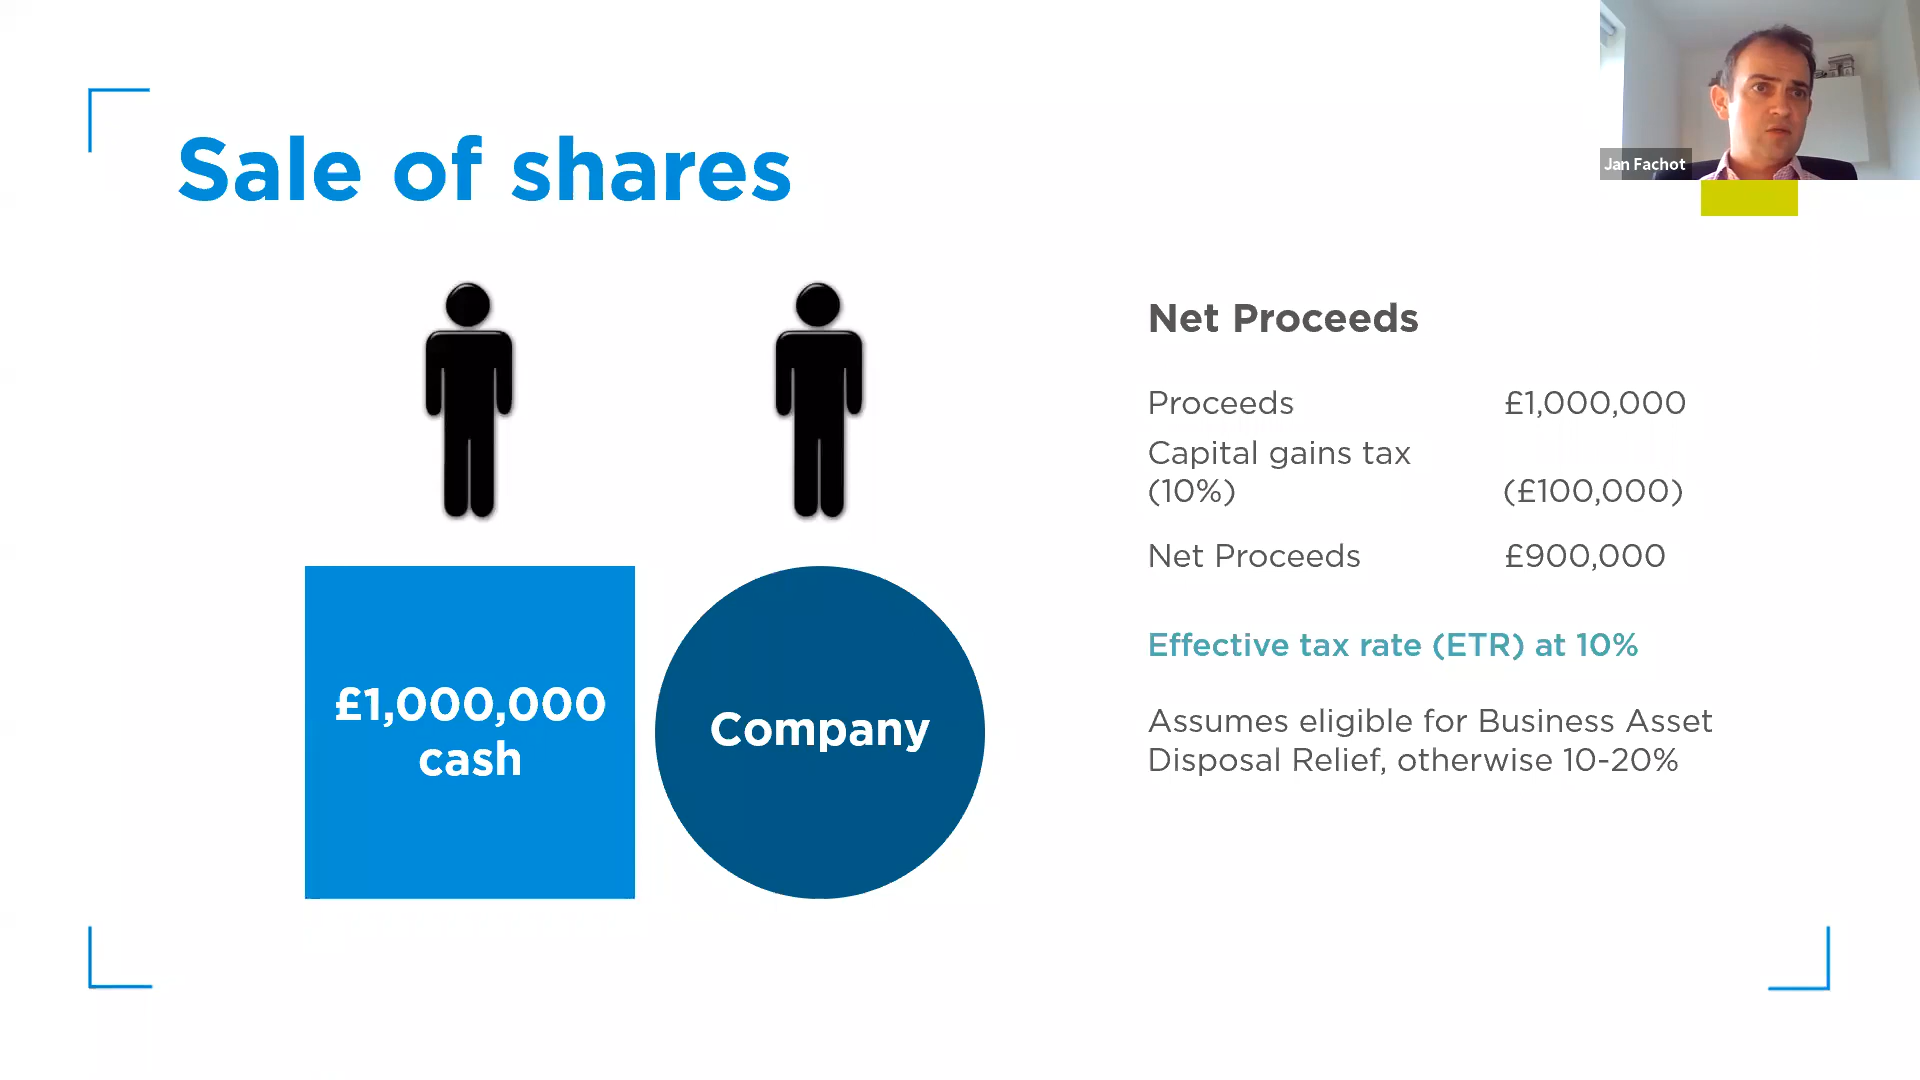 Jan Fachot
Sale of shares
£1,000,000
cash
Company
Net Proceeds
Proceeds £1,000,000
Capital gains tax
(10%) (£100,000)
Net Proceeds £900,000
Effective tax rate (ETR) at 10%
Assumes eligible for Business Asset
Disposal Relief, otherwise 10-20%